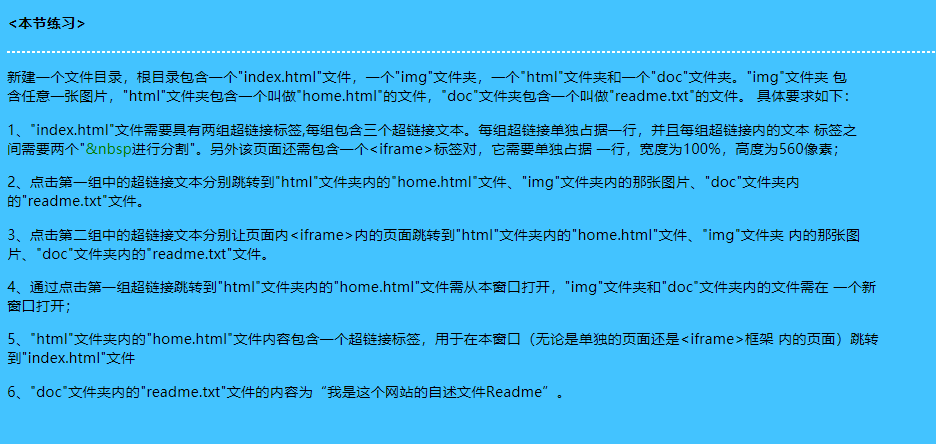 <本节练习>
新建一个文件目录，根目录包含一个"index.html"文件，一个"img"文件夹，一个"html"文件夹和一个"doc"文件夹。"img"文件夹 包
含任意一张图片，"html"文件夹包含一个叫做"home.html"的文件，"doc"文件夹包含一个叫做"readme.txt"的文件。 具体要求如下：
1、"index.html"文件需要具有两组超链接标签,每组包含三个超链接文本。每组超链接单独占据一行，并且每组超链接内的文本 标签之
间需要两个"&nbsp进行分割"。另外该页面还需包含一个<iframe>标签对，它需要单独占据 一行，宽度为100%，高度为560像素；
2、点击第一组中的超链接文本分别跳转到"html"文件夹内的"home.html"文件、"img"文件夹内的那张图片、"doc"文件夹内
的"readme.txt"文件。
3、点击第二组中的超链接文本分别让页面内<iframe>内的页面跳转到"html"文件夹内的"home.html"文件、"img"文件夹 内的那张图
片、"doc"文件夹内的"readme.txt"文件。
4、通过点击第一组超链接跳转到"html"文件夹内的"home.html"文件需从本窗口打开，"img"文件夹和"doc"文件夹内的文件需在 一个新
窗口打开；
5、"html"文件夹内的"home.html"文件内容包含一个超链接标签，用于在本窗口（无论是单独的页面还是<iframe>框架 内的页面）跳转
到"index.html"文件
6、"doc"文件夹内的"readme.txt"文件的内容为“我是这个网站的自述文件Readme”。